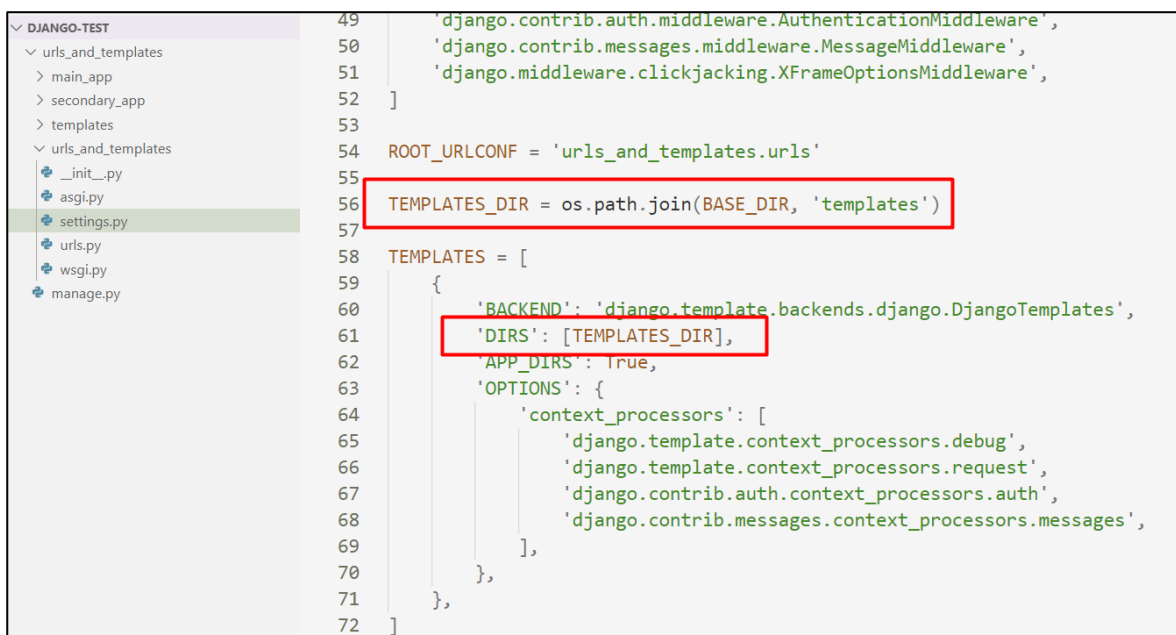 DJANGO-TEST
urls_and_templates
main_app
secondary_app
templates
urls_and_templates
__init__.py
asgi.py
settings.py
urls.py
wsgi.py
manage.py
49 'django.contrib.auth.middleware.AuthenticationMiddleware',
50 'django.contrib.messages.middleware.MessageMiddleware',
51 'django.middleware.clickjacking.XFrameOptionsMiddleware',
52 ]
53
54 ROOT_URLCONF = 'urls_and_templates.urls'
55
56 TEMPLATES_DIR = os.path.join(BASE_DIR, 'templates')
57
58 TEMPLATES = [
59 {
60 'BACKEND': 'django.template.backends.django.DjangoTemplates',
61 'DIRS': [TEMPLATES_DIR],
62 'APP_DIRS': True,
63 'OPTIONS': {
64 'context_processors': [
65 'django.template.context_processors.debug',
66 'django.template.context_processors.request',
67 'django.contrib.auth.context_processors.auth',
68 'django.contrib.messages.context_processors.messages',
69 ],
70 },
71 },
72 ]